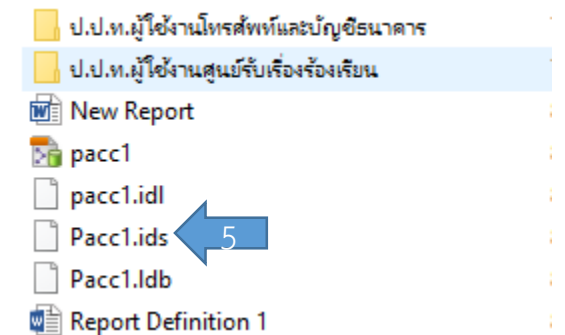 ป.ป.ท.ผู้ใช้งานโทรศัพท์และบัญชีธนาคาร
ป.ป.ท.ผู้ใช้งานศูนย์รับเรื่องร้องเรียน
New Report
pacc1
pacc1.idl
Pacc1.ids 5
Pacc1.ldb
Report Definition 1